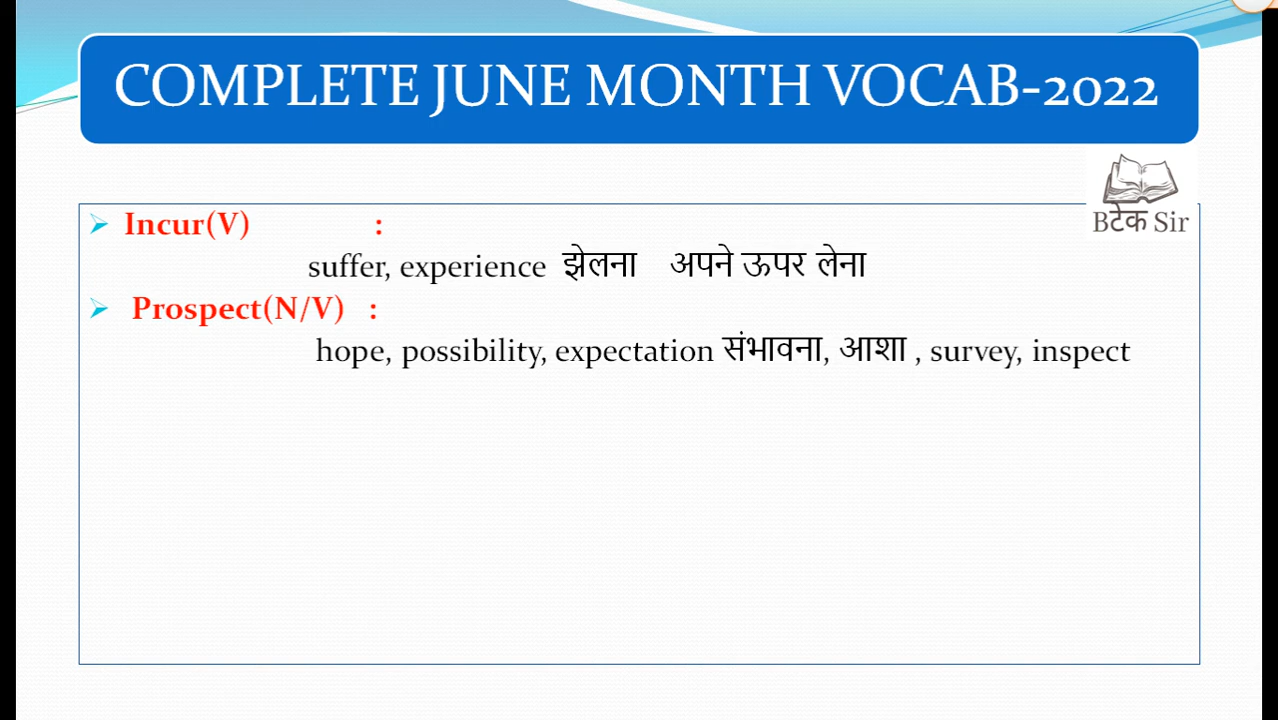 COMPLETE JUNE MONTH VOCAB-2022
Bटेक Sir
Incur(V) :
suffer, experience झेलना अपने ऊपर लेना
Prospect(N/V) :
hope, possibility, expectation संभावना, आशा , survey, inspect